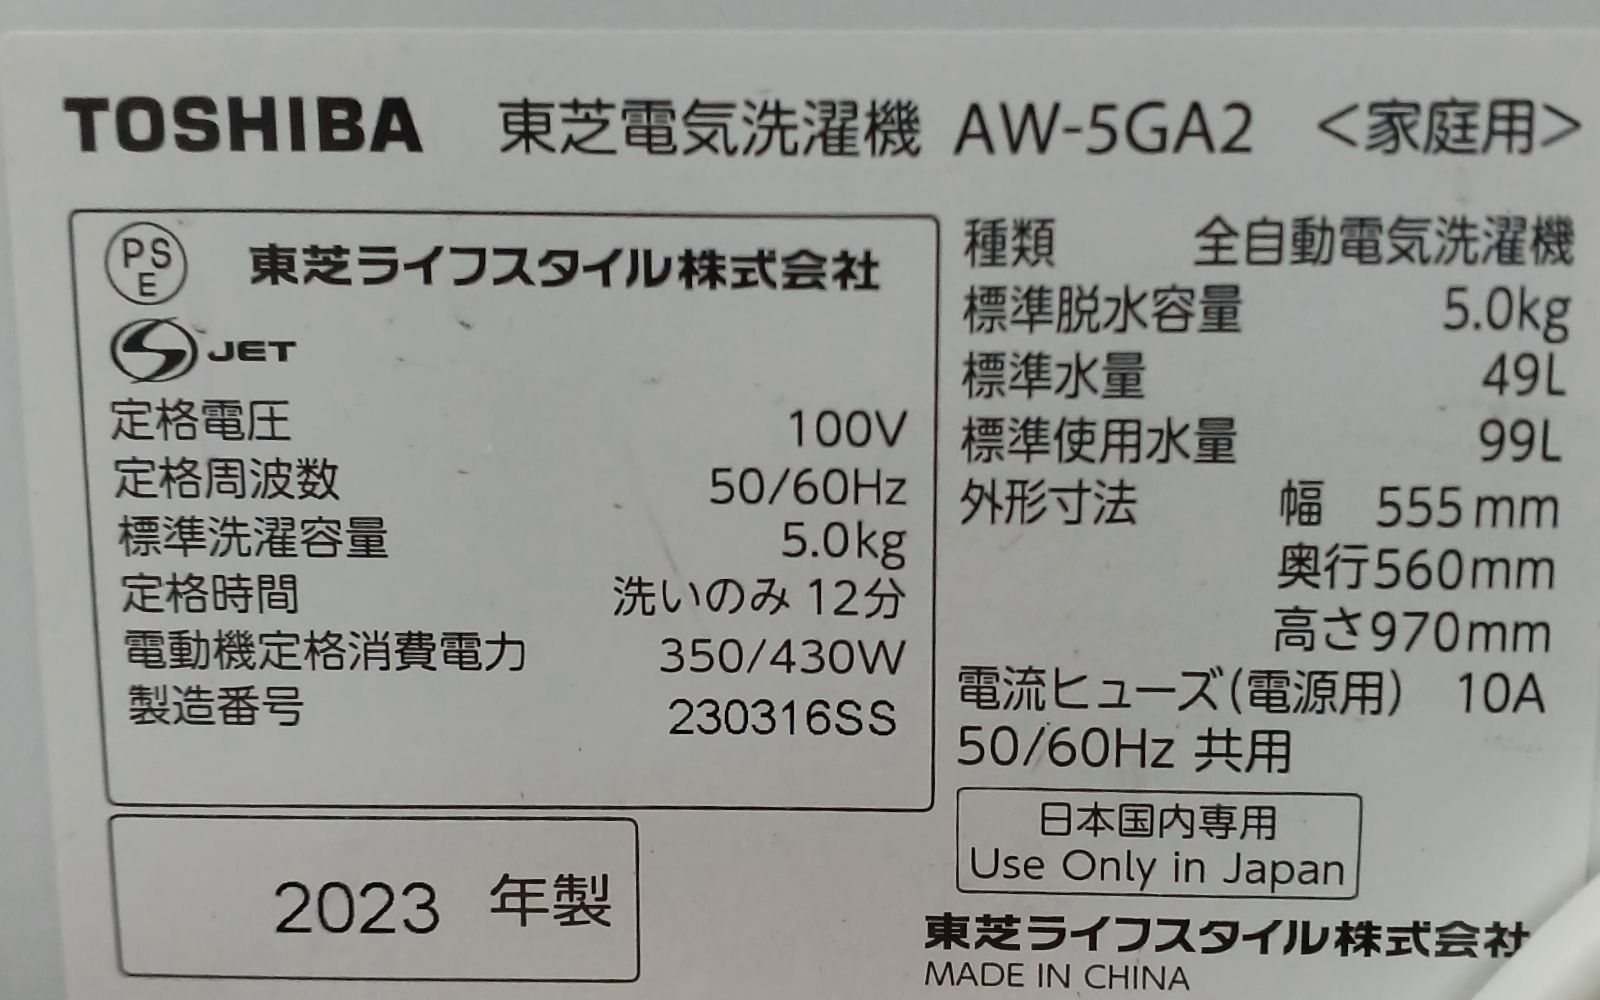 TOSHIBA 東芝電気洗濯機 AW-5GA2 <家庭用>
PSE 東芝ライフスタイル株式会社
S JET
定格電圧 100V
定格周波数 50/60Hz
標準洗濯容量 5.0kg
定格時間 洗いのみ 12分
電動機定格消費電力 350/430W
製造番号 230316SS
2023 年製
種類 全自動電気洗濯機
標準脱水容量 5.0kg
標準水量 49L
標準使用水量 99L
外形寸法 幅 555mm
奥行560mm
高さ970mm
電流ヒューズ(電源用) 10A
50/60Hz 共用
日本国内専用
Use Only in Japan
東芝ライフスタイル株式会社
MADE IN CHINA